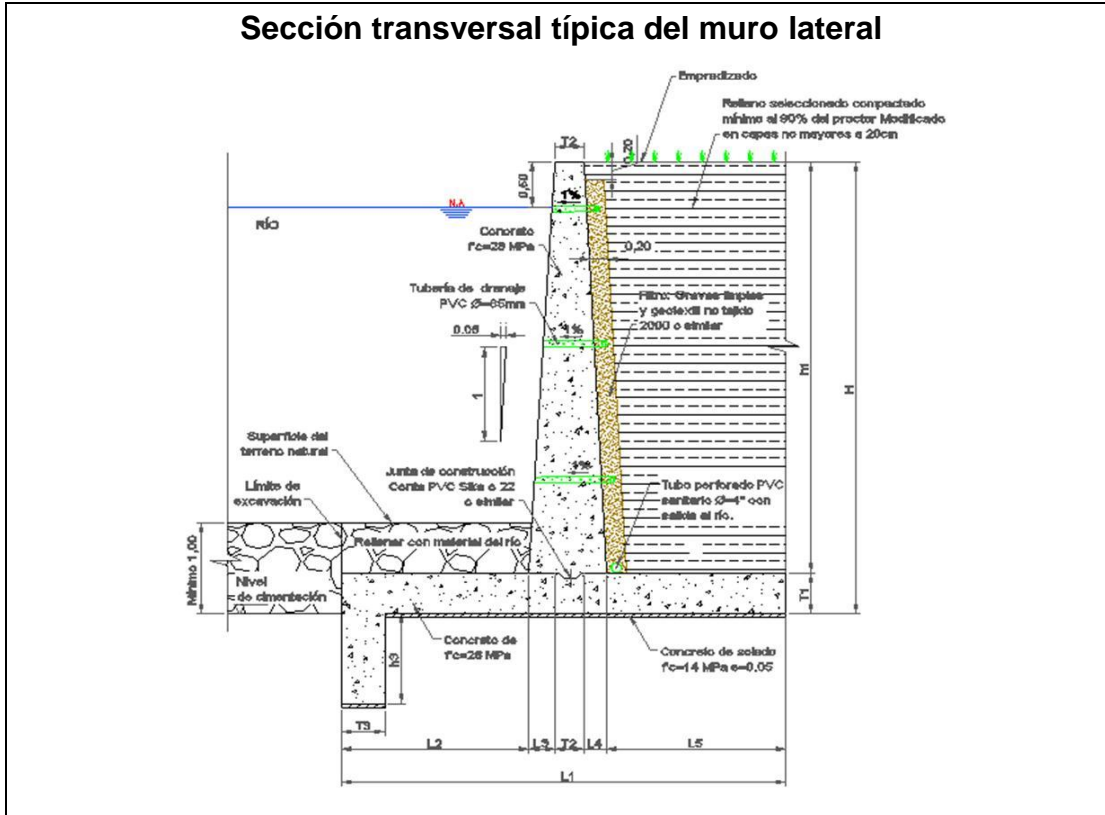 Sección transversal típica del muro lateral
Empradizado
Relleno seleccionado compactado
mínimo al 90% del proctor Modificado
en capas no mayores a 20cm
T2
0,20
0,60
N.A
RÍO
1%
Concreto
f'c=28 MPa
0,20
Tubería de drenaje
PVC Ø=65mm
Filtro: Gravas limpias
y geotextil no tejido
2000 o similar
0.05
1%
1
h1
H
Superficie del
terreno natural
Límite de
excavación
Junta de construcción
Cinta PVC Sika o 22
o similar
1%
Tubo perforado PVC
sanitario Ø=4" con
salida al río.
Rellenar con material del río
Mínimo 1,00
Nivel
de cimentación
T1
Concreto de
f'c=28 MPa
Concreto de solado
f'c=14 MPa e=0,05
h3
T3
L2
L3
T2
L4
L5
L1